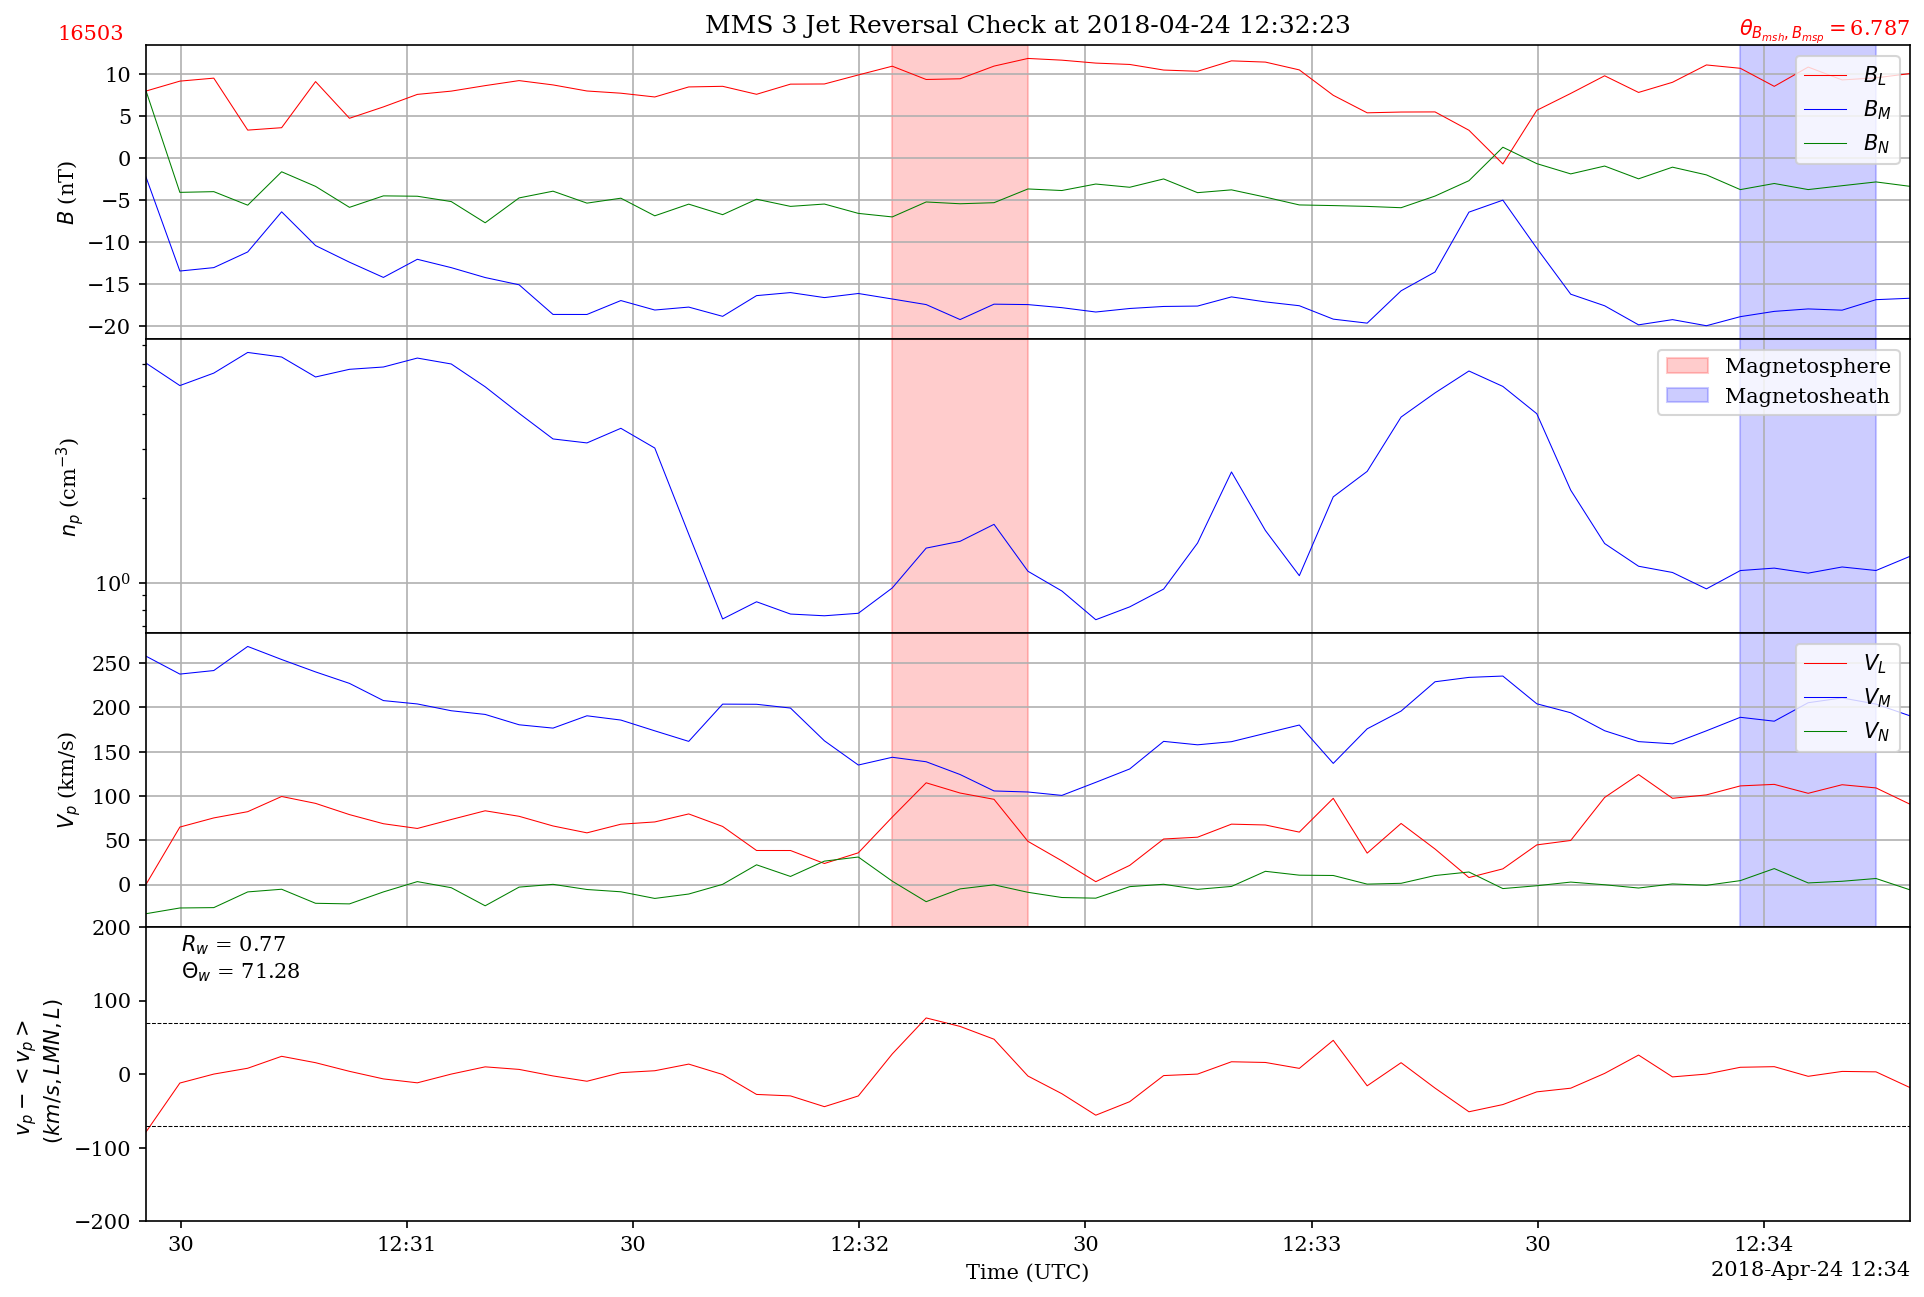 16503
MMS 3 Jet Reversal Check at 2018-04-24 12:32:23
θ_{B_{msh}, B_{msp}} = 6.787
10
5
0
−5
−10
−15
−20
B (nT)
B_L
B_M
B_N
10^0
n_p (cm^{−3})
Magnetosphere
Magnetosheath
250
200
150
100
50
0
V_p (km/s)
V_L
V_M
V_N
200
100
0
−100
−200
v_p − < v_p >
(km/s, LMN, L)
R_w = 0.77
Θ_w = 71.28
30 12:31 30 12:32 30 12:33 30 12:34
Time (UTC)
2018-Apr-24 12:34